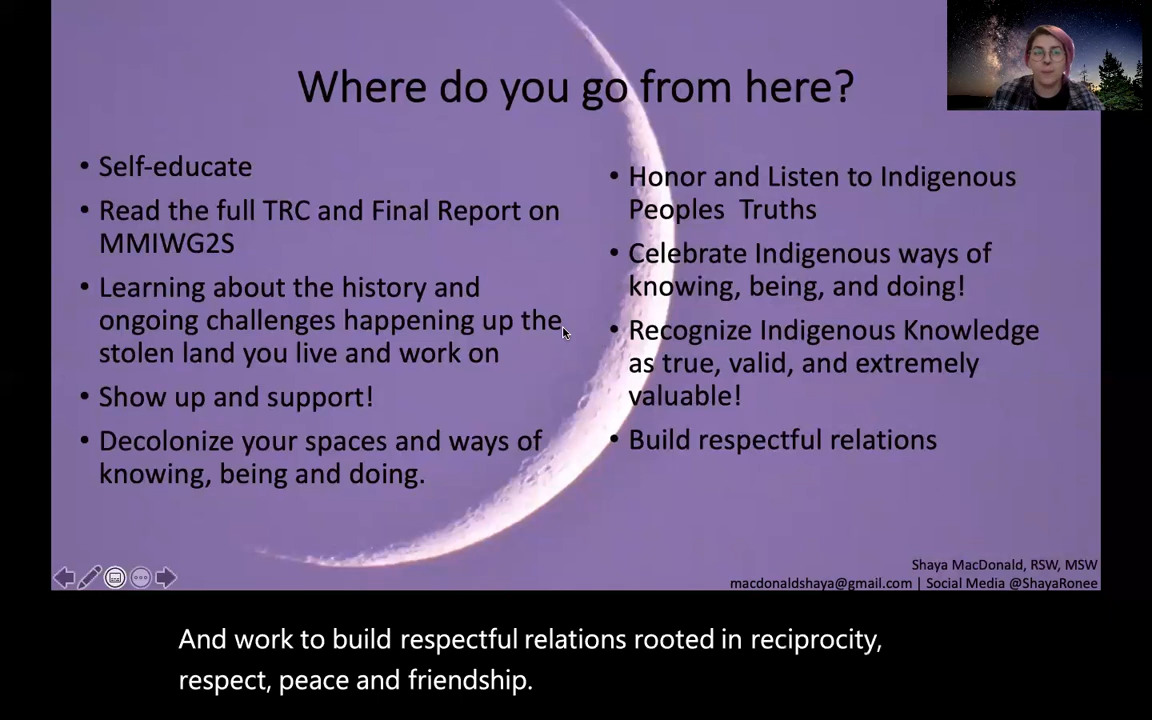 Where do you go from here?
• Self-educate
• Read the full TRC and Final Report on
MMIWG2S
• Learning about the history and
ongoing challenges happening up the
stolen land you live and work on
• Show up and support!
• Decolonize your spaces and ways of
knowing, being and doing.
• Honor and Listen to Indigenous
Peoples  Truths
• Celebrate Indigenous ways of
knowing, being, and doing!
• Recognize Indigenous Knowledge
as true, valid, and extremely
valuable!
• Build respectful relations
Shaya MacDonald, RSW, MSW
macdonaldshaya@gmail.com | Social Media @ShayaRonee
And work to build respectful relations rooted in reciprocity,
respect, peace and friendship.